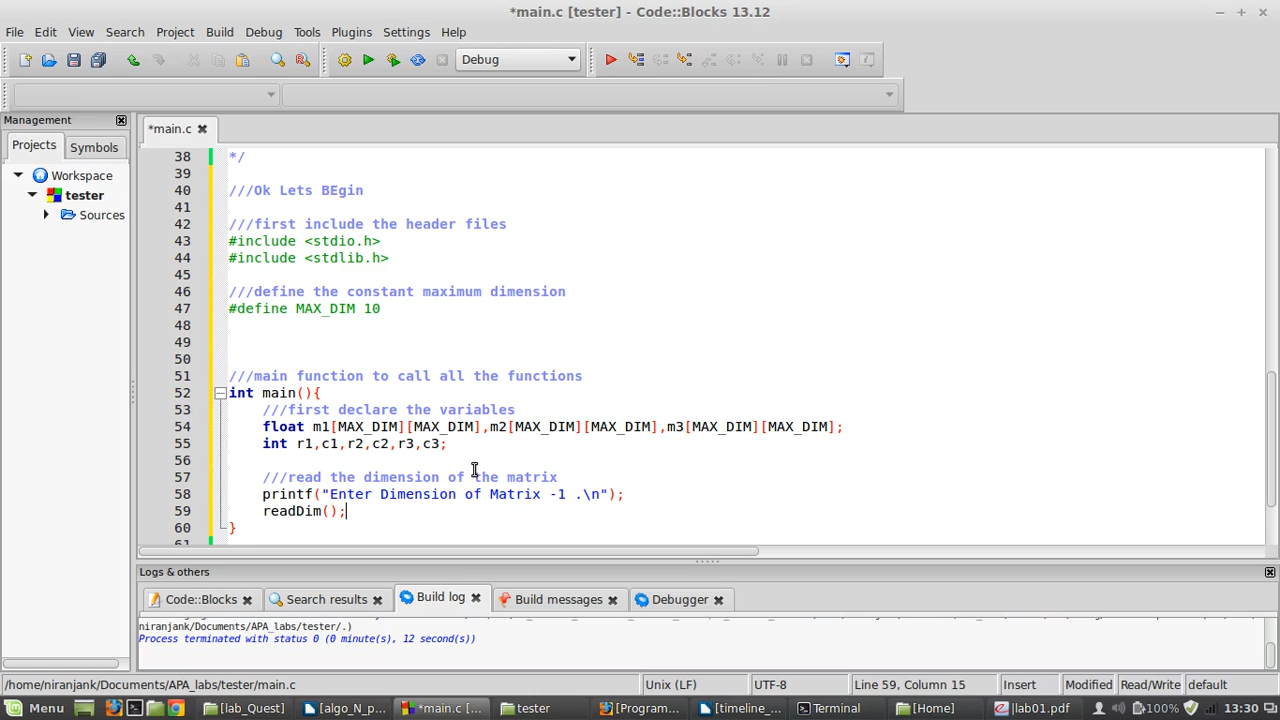 *main.c [tester] - Code::Blocks 13.12
File Edit View Search Project Build Debug Tools Plugins Settings Help
Debug
Management
Projects Symbols
Workspace
tester
Sources
*main.c
38 */
39
40 ///Ok Lets BEgin
41
42 ///first include the header files
43 #include <stdio.h>
44 #include <stdlib.h>
45
46 ///define the constant maximum dimension
47 #define MAX_DIM 10
48
49
50
51 ///main function to call all the functions
52 int main(){
53 ///first declare the variables
54 float m1[MAX_DIM][MAX_DIM],m2[MAX_DIM][MAX_DIM],m3[MAX_DIM][MAX_DIM];
55 int r1,c1,r2,c2,r3,c3;
56
57 ///read the dimension of the matrix
58 printf("Enter Dimension of Matrix -1 .\n");
59 readDim();
60 }
61
Logs & others
Code::Blocks Search results Build log Build messages Debugger
niranjank/Documents/APA_labs/tester/.)
Process terminated with status 0 (0 minute(s), 12 second(s))
/home/niranjank/Documents/APA_labs/tester/main.c Unix (LF) UTF-8 Line 59, Column 15 Insert Modified Read/Write default
Menu [lab_Quest] [algo_N_p... *main.c [... tester [Program... [timeline_... Terminal [Home] lab01.pdf 100% 13:30